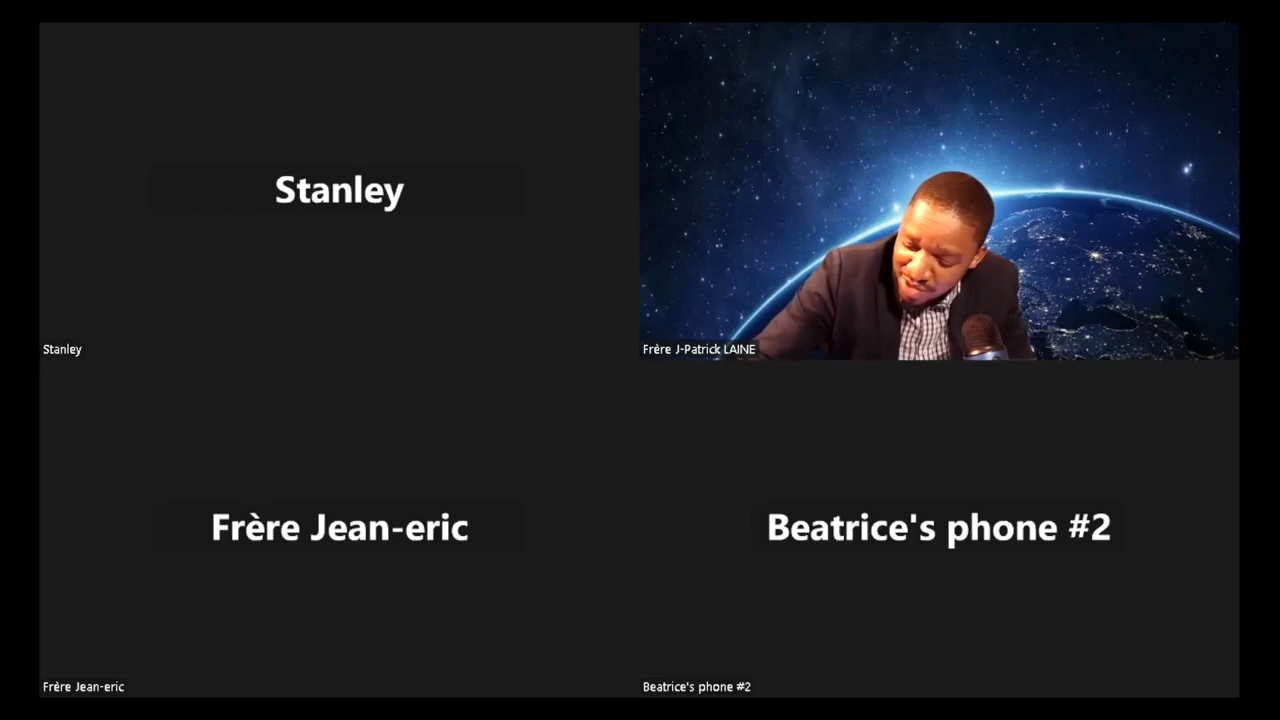 Stanley
Stanley
Frère J-Patrick LAINE
Frère Jean-eric
Beatrice's phone #2
Frère Jean-eric
Beatrice's phone #2